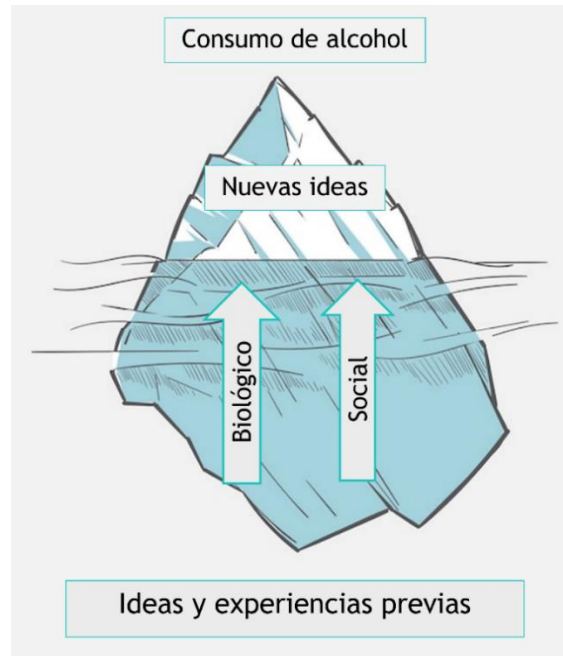 Consumo de alcohol
Nuevas ideas
Biológico
Social
Ideas y experiencias previas